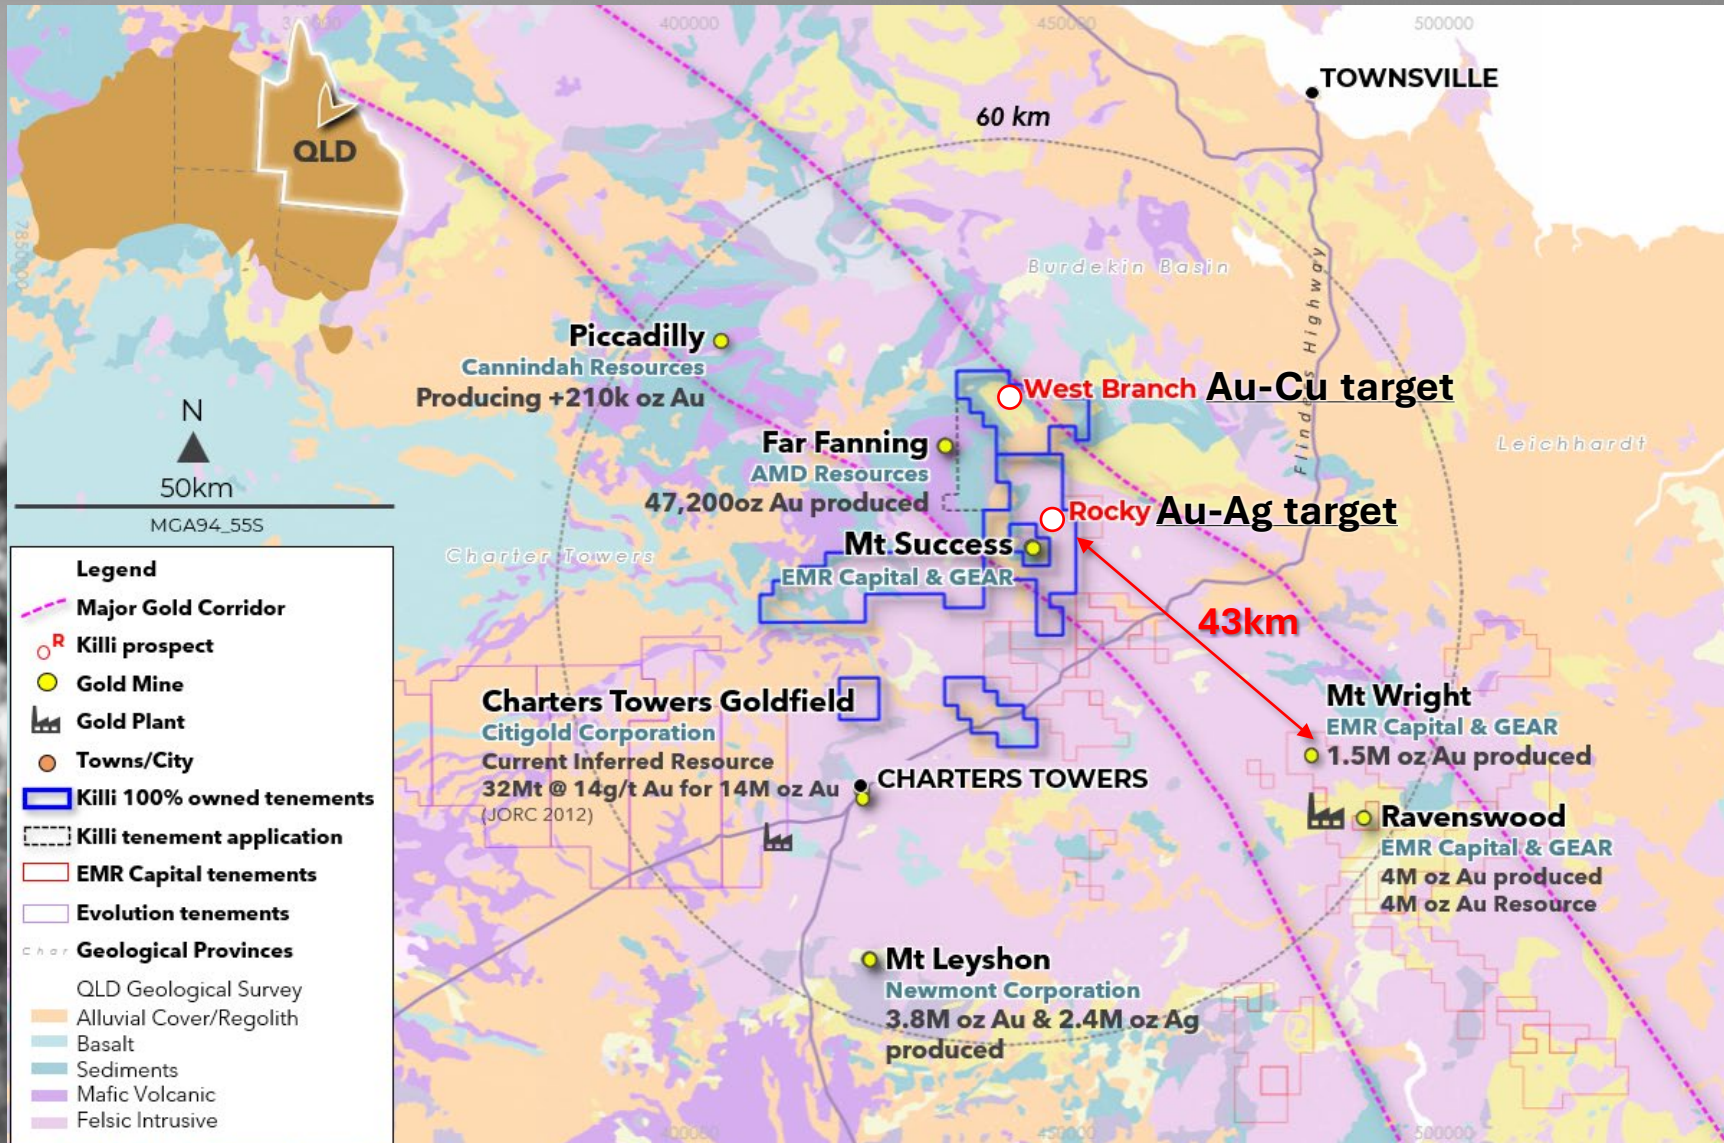 350000
400000
450000
500000
7850000
QLD
N
50km
MGA94_55S
TOWNSVILLE
60 km
Burdekin Basin
Flinders Highway
Leichhardt
Piccadilly
Cannindah Resources
Producing +210k oz Au
West Branch Au-Cu target
Far Fanning
AMD Resources
47,200oz Au produced
Rocky Au-Ag target
Charter Towers
Mt Success
EMR Capital & GEAR
43km
Charters Towers Goldfield
Citigold Corporation
Current Inferred Resource
32Mt @ 14g/t Au for 14M oz Au
(JORC 2012)
CHARTERS TOWERS
Mt Wright
EMR Capital & GEAR
1.5M oz Au produced
Ravenswood
EMR Capital & GEAR
4M oz Au produced
4M oz Au Resource
Mt Leyshon
Newmont Corporation
3.8M oz Au & 2.4M oz Ag
produced
Legend
Major Gold Corridor
R Killi prospect
Gold Mine
Gold Plant
Towns/City
Killi 100% owned tenements
Killi tenement application
EMR Capital tenements
Evolution tenements
Char Geological Provinces
QLD Geological Survey
Alluvial Cover/Regolith
Basalt
Sediments
Mafic Volcanic
Felsic Intrusive
400000
450000
500000